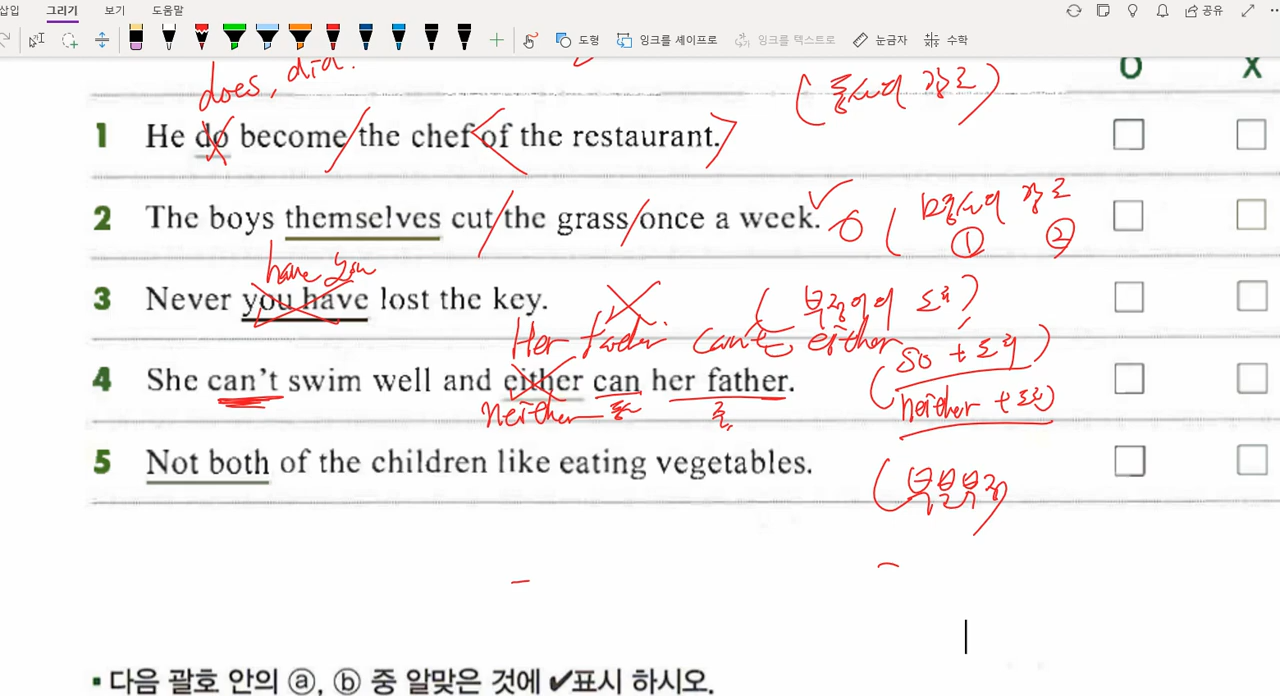 삽입 그리기 보기 도움말 공유
도형 잉크를 셰이프로 잉크를 텍스트로 눈금자 수학
does, did. (동사의 강조) O X
1 He do become the chef of the restaurant.
2 The boys themselves cut the grass once a week. O (명사의 강조 ① ②
have you
3 Never you have lost the key. X (부정어의 도치)
Her father can't either so + 도치)
4 She can't swim well and either can her father. (neither + 도치)
neither 동 주
5 Not both of the children like eating vegetables. (부분부정)
▪ 다음 괄호 안의 ⓐ, ⓑ 중 알맞은 것에 ✔표시 하시오.